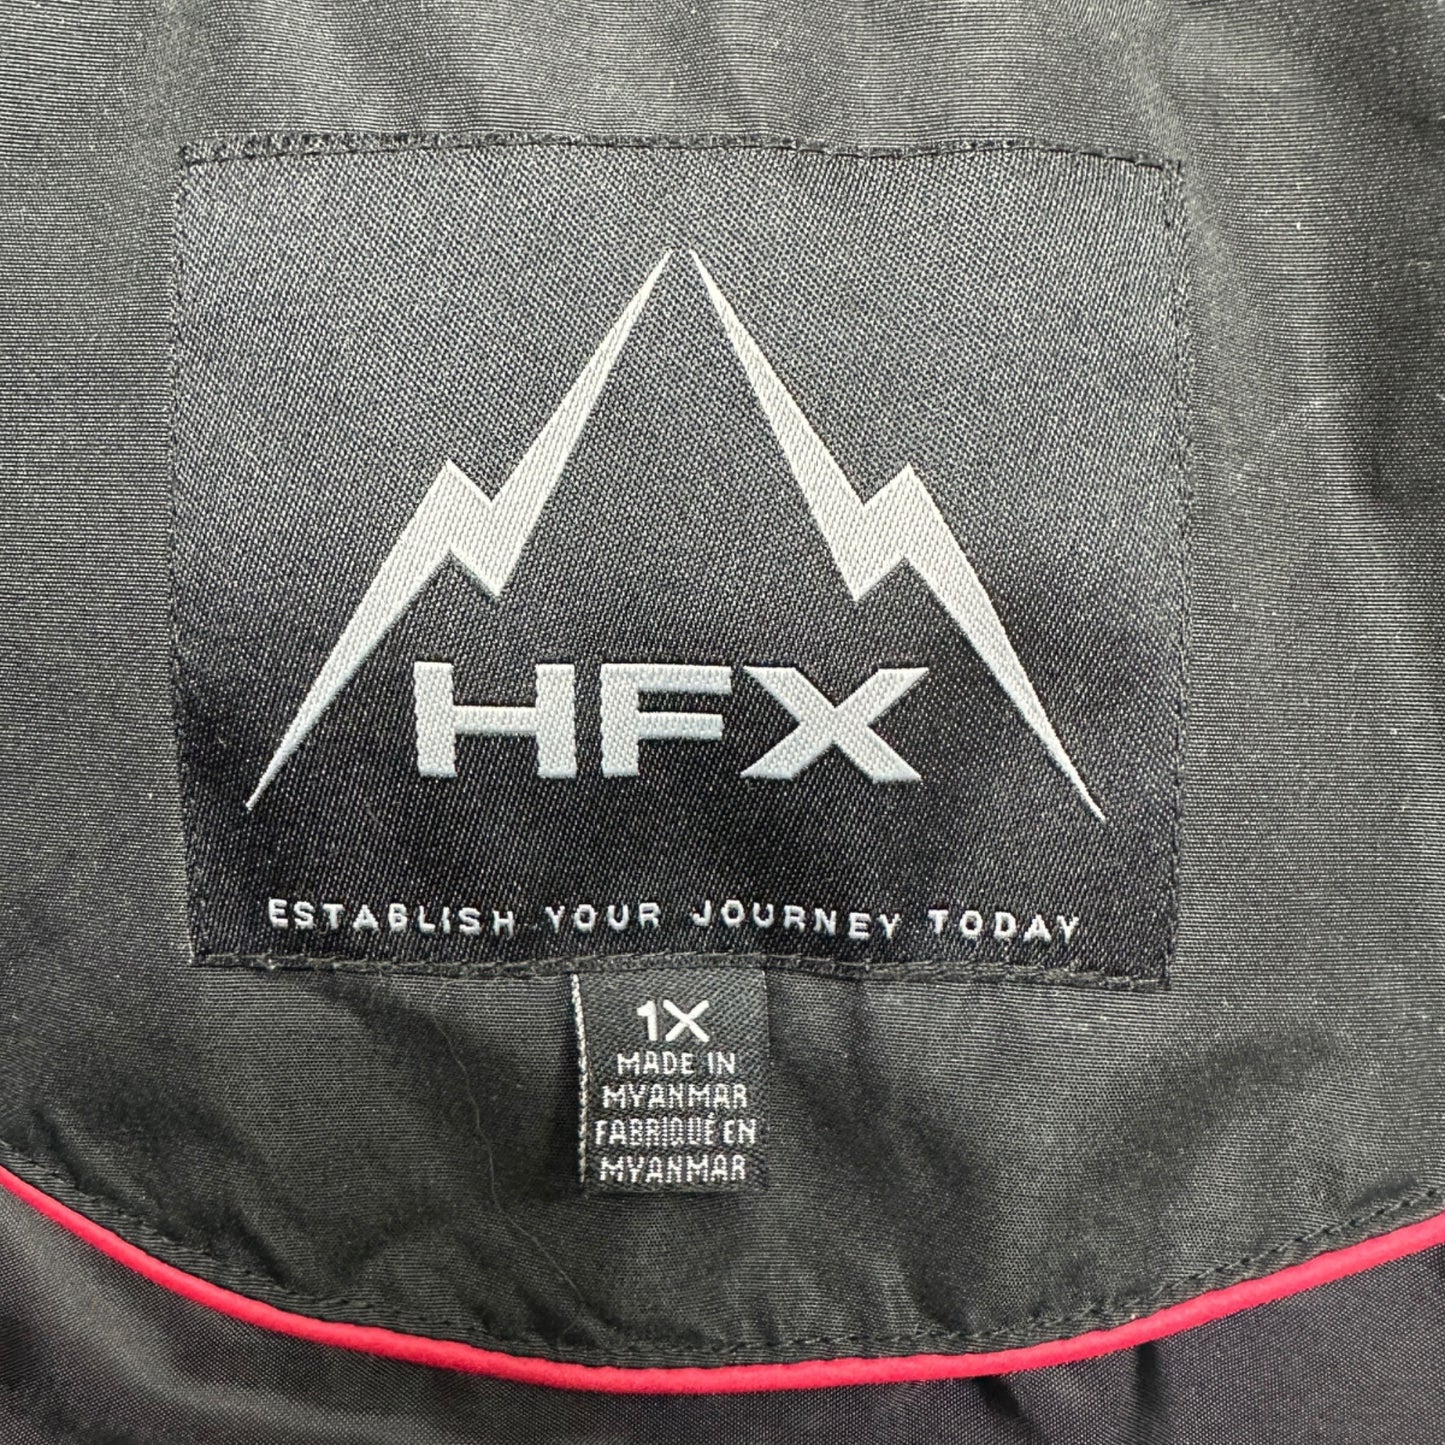 HFX
ESTABLISH YOUR JOURNEY TODAY
1X
MADE IN
MYANMAR
FABRIQUÉ EN
MYANMAR